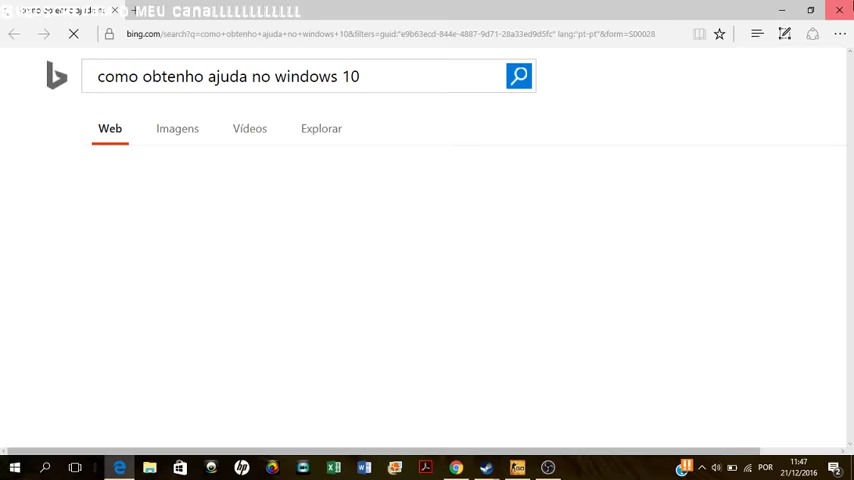 MEU canallllllllllll
bing.com/search?q=como+obtenho+ajuda+no+windows+10&filters=guid:"e9b63ecd-844e-4887-9d71-28a33ed9d5fc" lang:"pt-pt"&form=S00028
como obtenho ajuda no windows 10
Web Imagens Vídeos Explorar
POR 11:47
21/12/2016